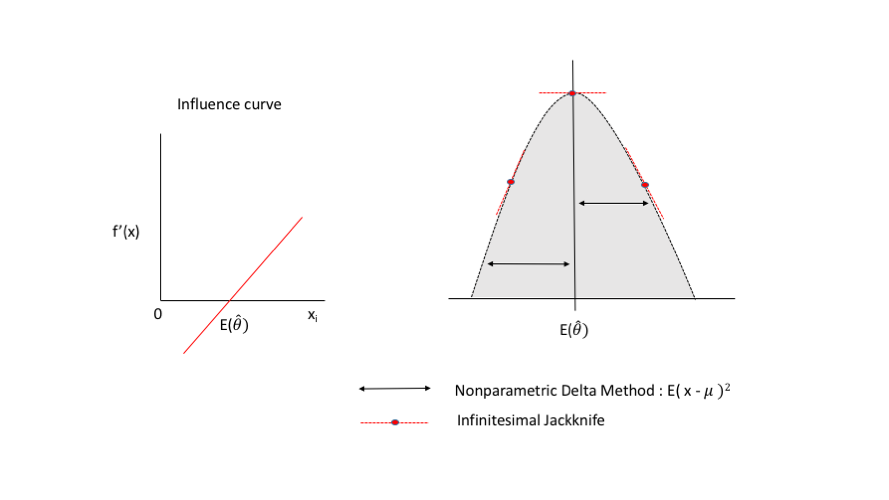 Influence curve
f'(x)
0
E(θ̂)
xᵢ
E(θ̂)
Nonparametric Delta Method : E( x - μ )²
Infinitesimal Jackknife